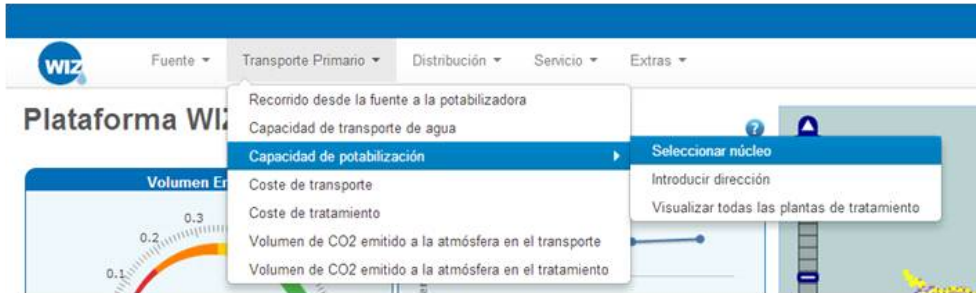 WIZ
Fuente Transporte Primario Distribución Servicio Extras
Plataforma WIZ
Recorrido desde la fuente a la potabilizadora
Capacidad de transporte de agua
Capacidad de potabilización
Coste de transporte
Coste de tratamiento
Volumen de CO2 emitido a la atmósfera en el transporte
Volumen de CO2 emitido a la atmósfera en el tratamiento
Seleccionar núcleo
Introducir dirección
Visualizar todas las plantas de tratamiento
?
Volumen En
0.3
0.2
0.1